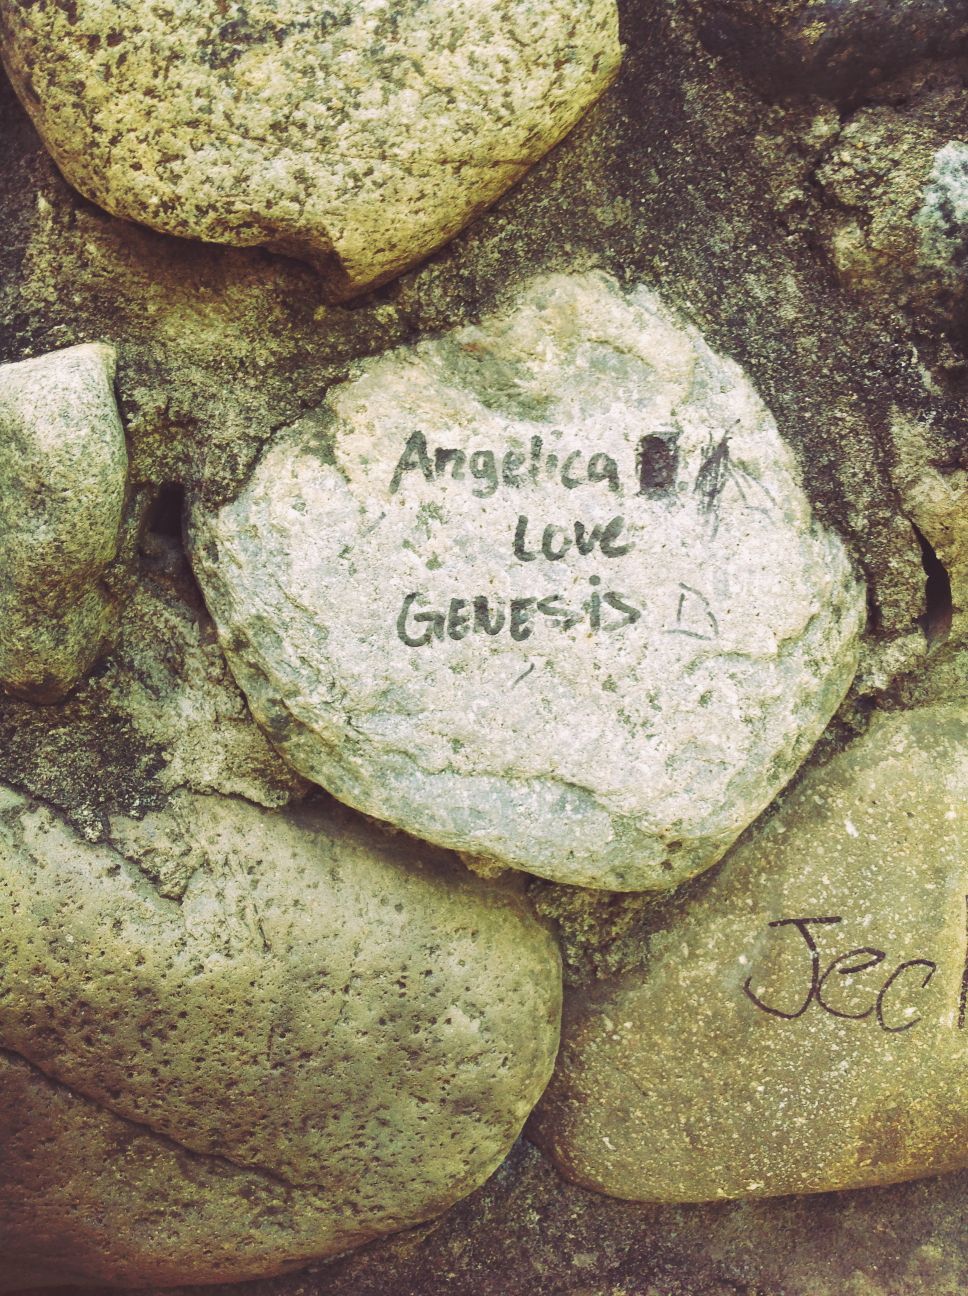 Angelica
LOVE
GENESiS D
Jec